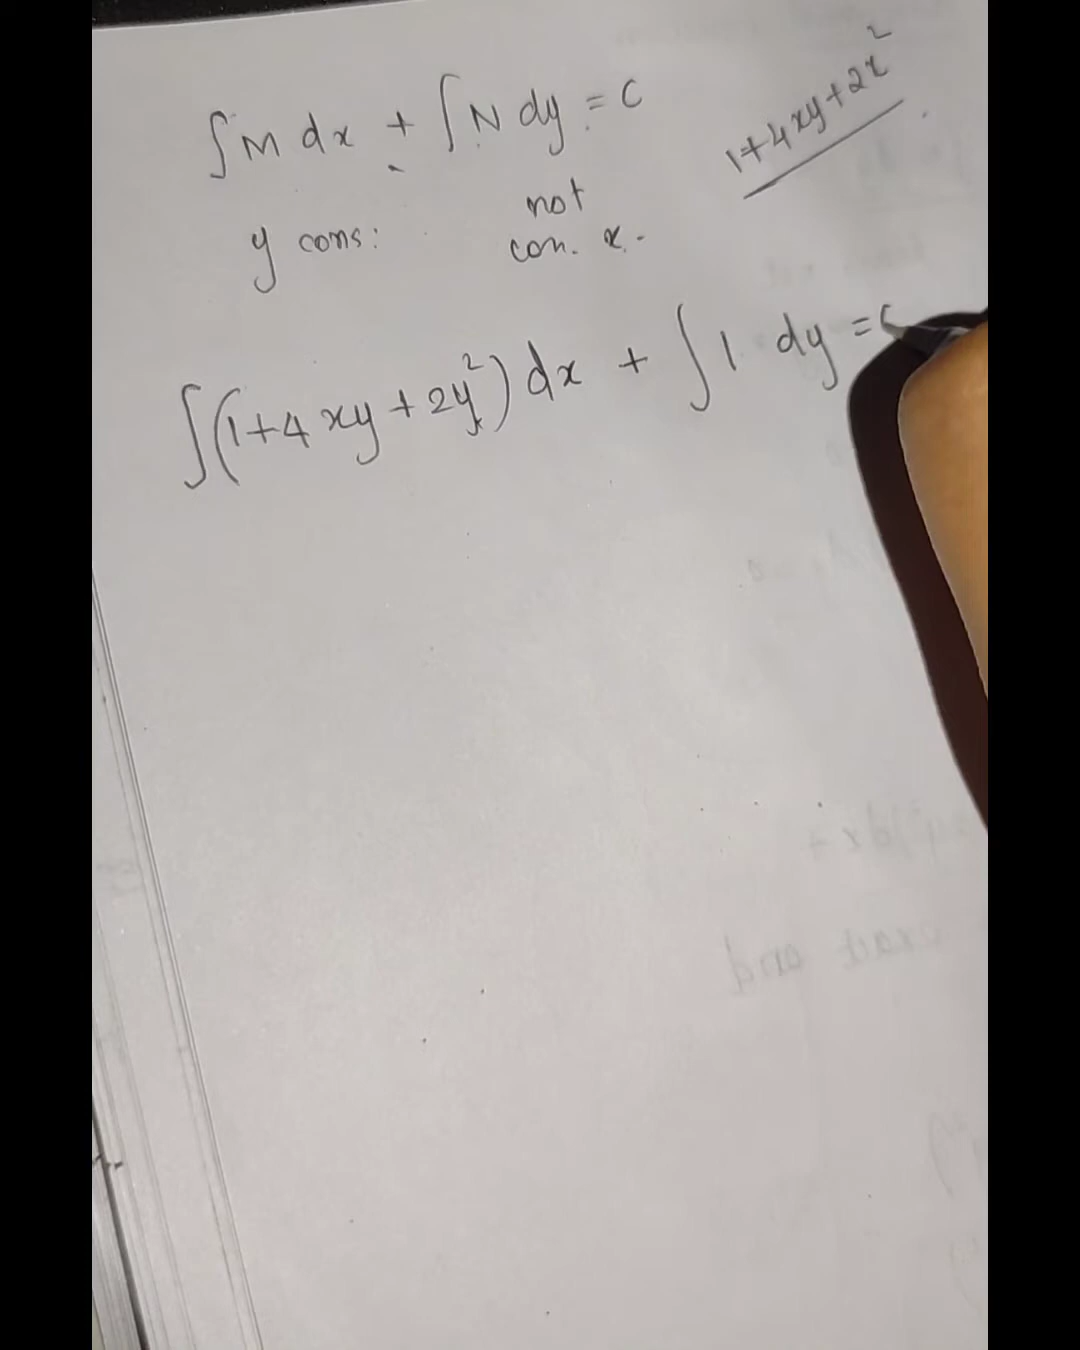 ∫M dx + ∫N dy = c
1+4xy+2x²
y cons: not
con. x.
∫(1+4xy+2y²)dx + ∫1 dy = c